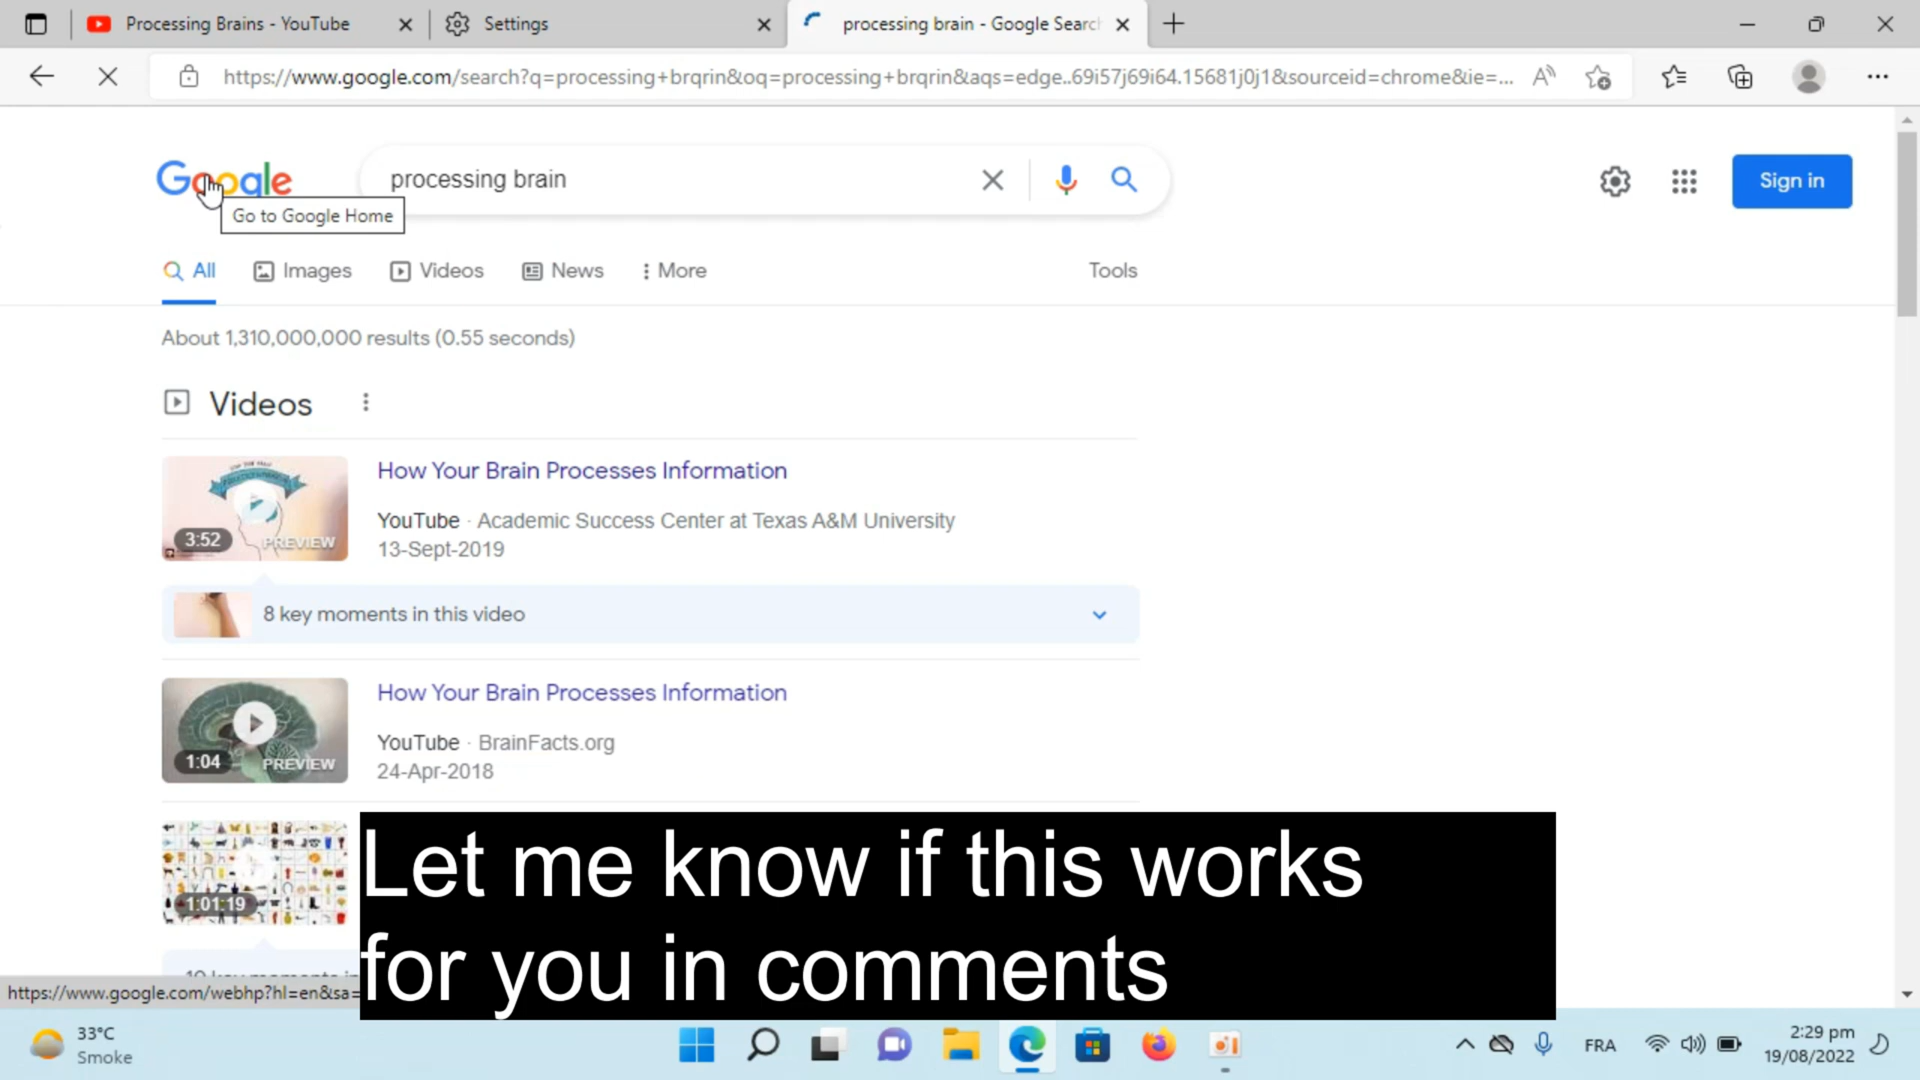 Processing Brains - YouTube
Settings
processing brain - Google Searc
https://www.google.com/search?q=processing+brqrin&oq=processing+brqrin&aqs=edge..69i57j69i64.15681j0j1&sourceid=chrome&ie=...
Google
processing brain
Sign in
Go to Google Home
All
Images
Videos
News
More
Tools
About 1,310,000,000 results (0.55 seconds)
Videos
How Your Brain Processes Information
YouTube · Academic Success Center at Texas A&M University
3:52
PREVIEW
13-Sept-2019
8 key moments in this video
How Your Brain Processes Information
YouTube · BrainFacts.org
1:04
PREVIEW
24-Apr-2018
1:01:19
Let me know if this works
for you in comments
https://www.google.com/webhp?hl=en&sa=
33°C
Smoke
FRA
2:29 pm
19/08/2022